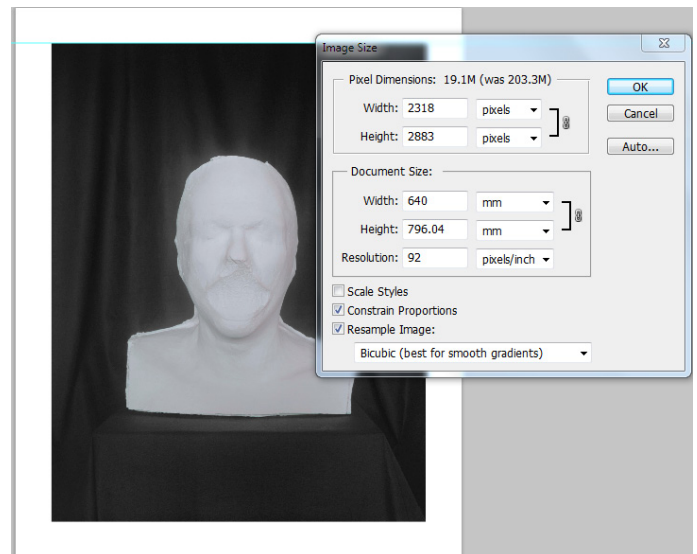 Image Size
Pixel Dimensions: 19.1M (was 203.3M)
Width: 2318 pixels
Height: 2883 pixels
Document Size:
Width: 640 mm
Height: 796.04 mm
Resolution: 92 pixels/inch
Scale Styles
Constrain Proportions
Resample Image:
Bicubic (best for smooth gradients)
OK
Cancel
Auto...